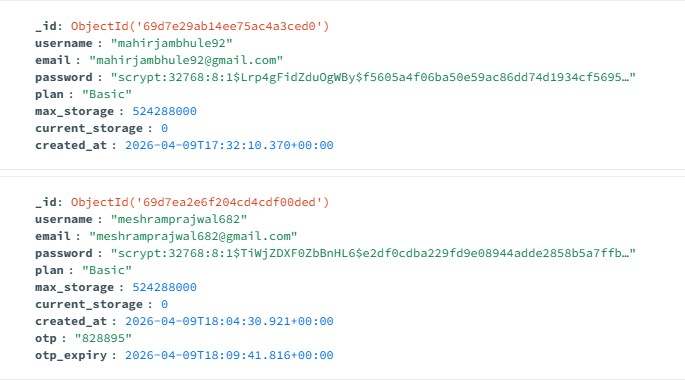 _id: ObjectId('69d7e29ab14ee75ac4a3ced0')
username : "mahirjambhule92"
email : "mahirjambhule92@gmail.com"
password : "scrypt:32768:8:1$Lrp4gFidZduOgWBy$f5605a4f06ba50e59ac86dd74d1934cf5695…"
plan : "Basic"
max_storage : 524288000
current_storage : 0
created_at : 2026-04-09T17:32:10.370+00:00
_id: ObjectId('69d7ea2e6f204cd4cdf00ded')
username : "meshramprajwal682"
email : "meshramprajwal682@gmail.com"
password : "scrypt:32768:8:1$TiWjZDXF0ZbBnHL6$e2df0cdba229fd9e08944adde2858b5a7ffb…"
plan : "Basic"
max_storage : 524288000
current_storage : 0
created_at : 2026-04-09T18:04:30.921+00:00
otp : "828895"
otp_expiry : 2026-04-09T18:09:41.816+00:00